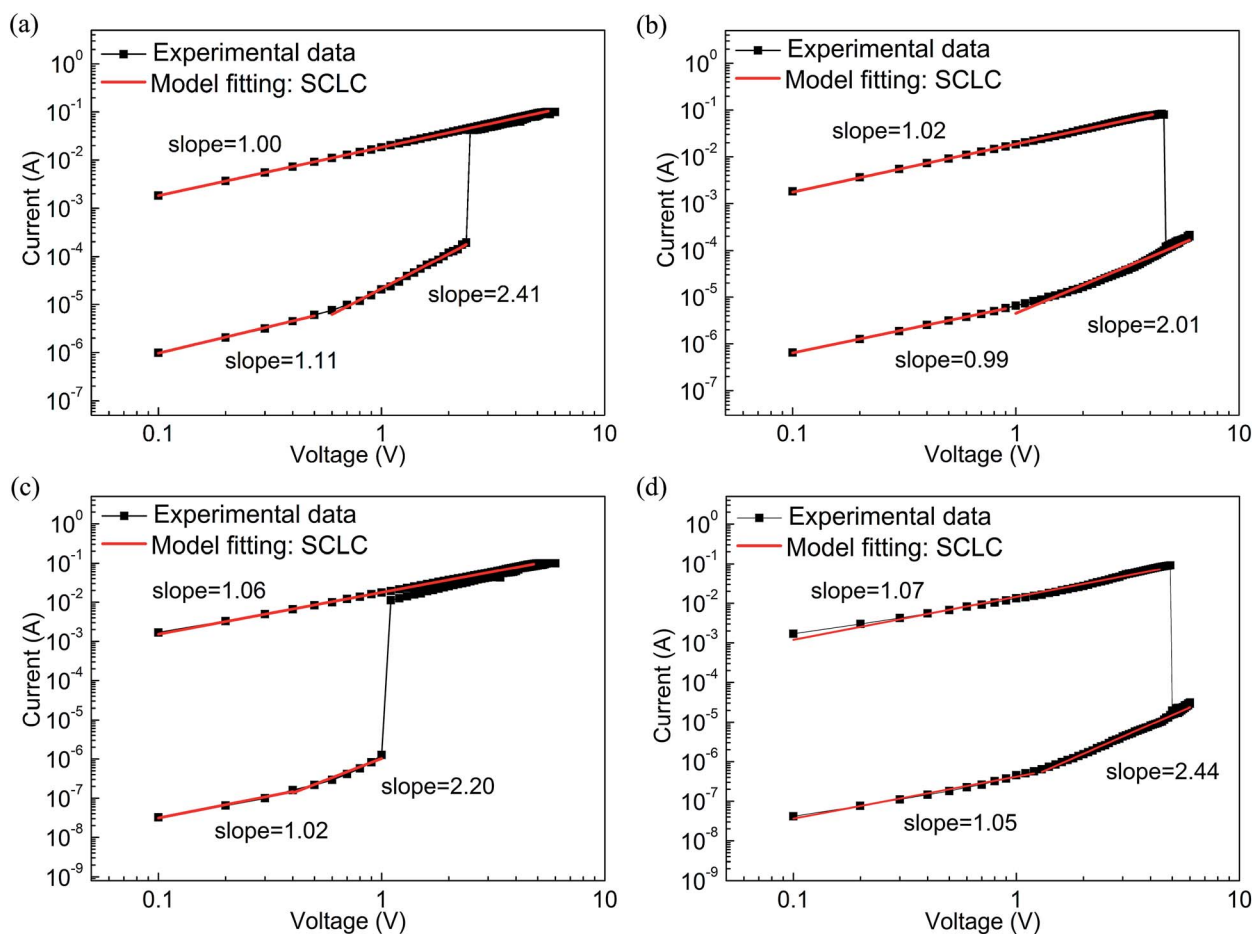 (a)
Experimental data
Model fitting: SCLC
slope=1.00
slope=2.41
slope=1.11
10⁰
10⁻¹
10⁻²
10⁻³
10⁻⁴
10⁻⁵
10⁻⁶
10⁻⁷
Current (A)
0.1 1 10
Voltage (V)
(b)
Experimental data
Model fitting: SCLC
slope=1.02
slope=2.01
slope=0.99
10⁰
10⁻¹
10⁻²
10⁻³
10⁻⁴
10⁻⁵
10⁻⁶
10⁻⁷
Current (A)
0.1 1 10
Voltage (V)
(c)
Experimental data
Model fitting: SCLC
slope=1.06
slope=2.20
slope=1.02
10⁰
10⁻¹
10⁻²
10⁻³
10⁻⁴
10⁻⁵
10⁻⁶
10⁻⁷
10⁻⁸
10⁻⁹
Current (A)
0.1 1 10
Voltage (V)
(d)
Experimental data
Model fitting: SCLC
slope=1.07
slope=2.44
slope=1.05
10⁰
10⁻¹
10⁻²
10⁻³
10⁻⁴
10⁻⁵
10⁻⁶
10⁻⁷
10⁻⁸
10⁻⁹
Current (A)
0.1 1 10
Voltage (V)